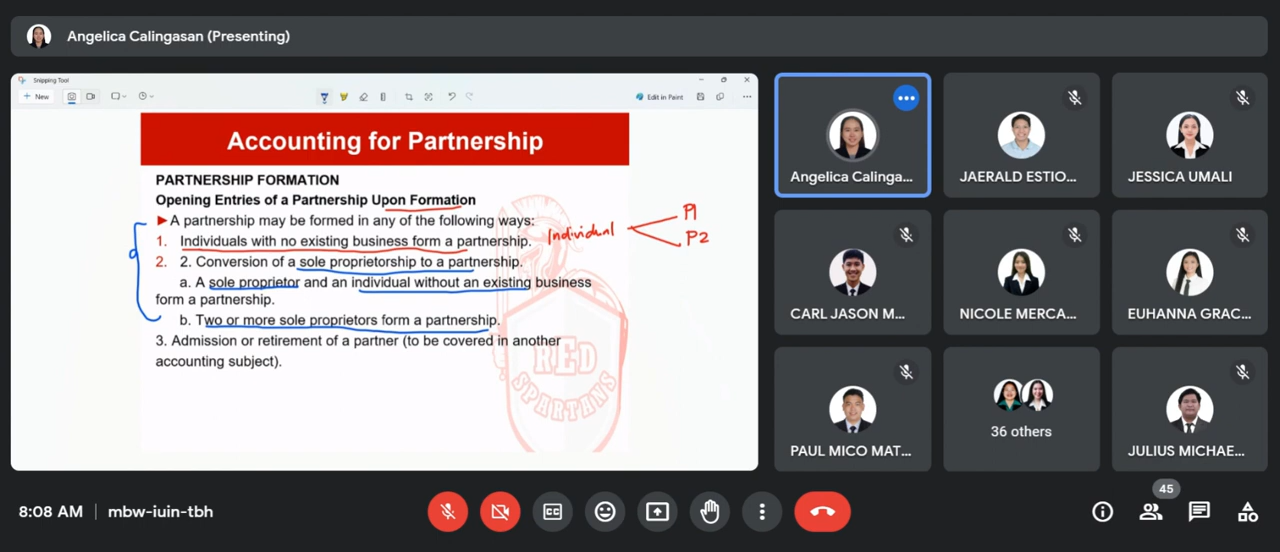 Angelica Calingasan (Presenting)
Snipping Tool
New
Edit in Paint
Accounting for Partnership
PARTNERSHIP FORMATION
Opening Entries of a Partnership Upon Formation
►A partnership may be formed in any of the following ways:
1. Individuals with no existing business form a partnership.
Individual
P1
P2
2. 2. Conversion of a sole proprietorship to a partnership.
a. A sole proprietor and an individual without an existing business
form a partnership.
b. Two or more sole proprietors form a partnership.
3. Admission or retirement of a partner (to be covered in another
accounting subject).
RED
SPARTANS
Angelica Calinga...
JAERALD ESTIO...
JESSICA UMALI
CARL JASON M...
NICOLE MERCA...
EUHANNA GRAC...
PAUL MICO MAT...
36 others
JULIUS MICHAE...
8:08 AM | mbw-iuin-tbh
CC
45